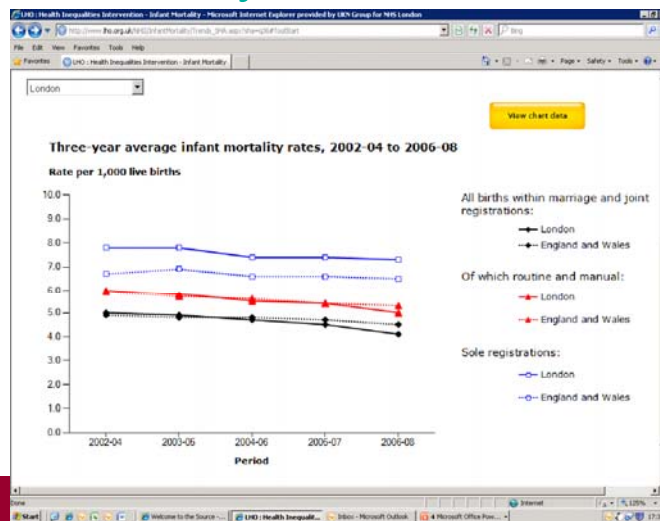 LHO : Health Inequalities Intervention - Infant Mortality - Microsoft Internet Explorer provided by UKN Group for NHS London
Bing
File Edit View Favorites Tools Help
Favorites LHO : Health Inequalities Intervention - Infant Mortality
Page Safety Tools
London
View chart data
Three-year average infant mortality rates, 2002-04 to 2006-08
Rate per 1,000 live births
10.0
9.0
8.0
7.0
6.0
5.0
4.0
3.0
2.0
1.0
0.0
2002-04 2003-05 2004-06 2005-07 2006-08
Period
All births within marriage and joint
registrations:
London
England and Wales
Of which routine and manual:
London
England and Wales
Sole registrations:
London
England and Wales
Done Internet 125%
Start Welcome to the Source - ... LHO : Health Inequalit... Inbox - Microsoft Outlook 4 Microsoft Office Pow...